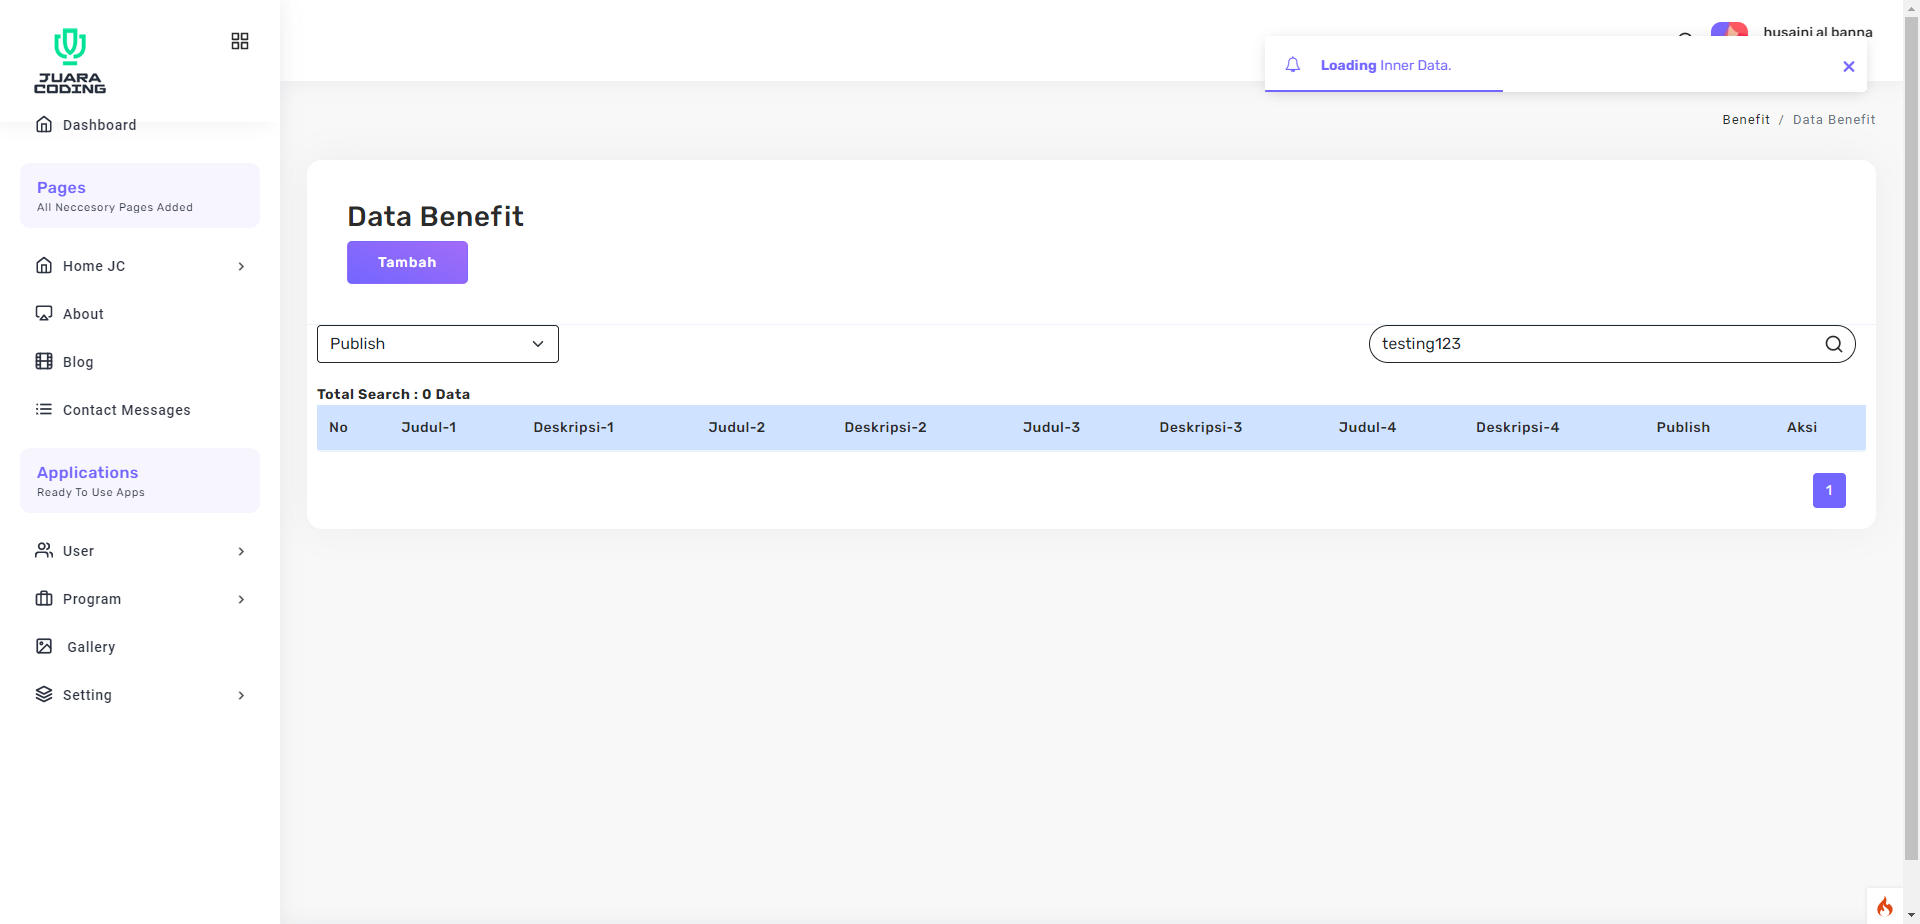 JUARA
CODING
Dashboard
Pages
All Neccesory Pages Added
Home JC
About
Blog
Contact Messages
Applications
Ready To Use Apps
User
Program
Gallery
Setting
husaini al banna
Loading Inner Data.
Benefit / Data Benefit
Data Benefit
Tambah
Publish
testing123
Total Search : 0 Data
No Judul-1 Deskripsi-1 Judul-2 Deskripsi-2 Judul-3 Deskripsi-3 Judul-4 Deskripsi-4 Publish Aksi
1